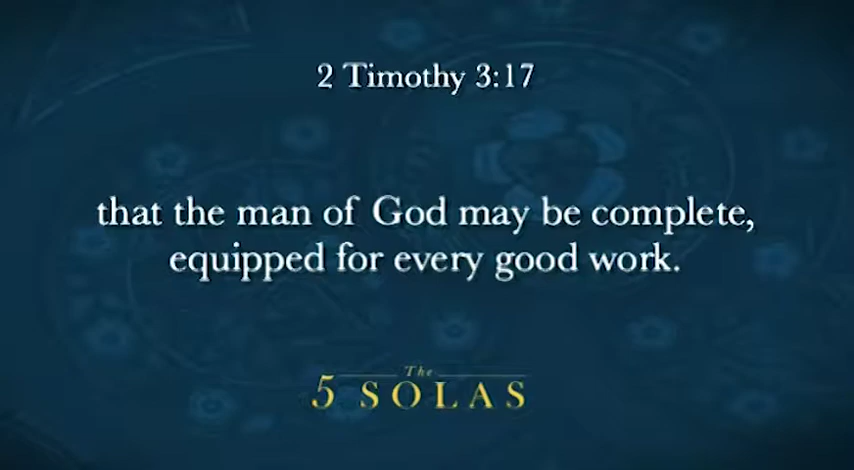 2 Timothy 3:17
that the man of God may be complete,
equipped for every good work.
The
5 SOLAS